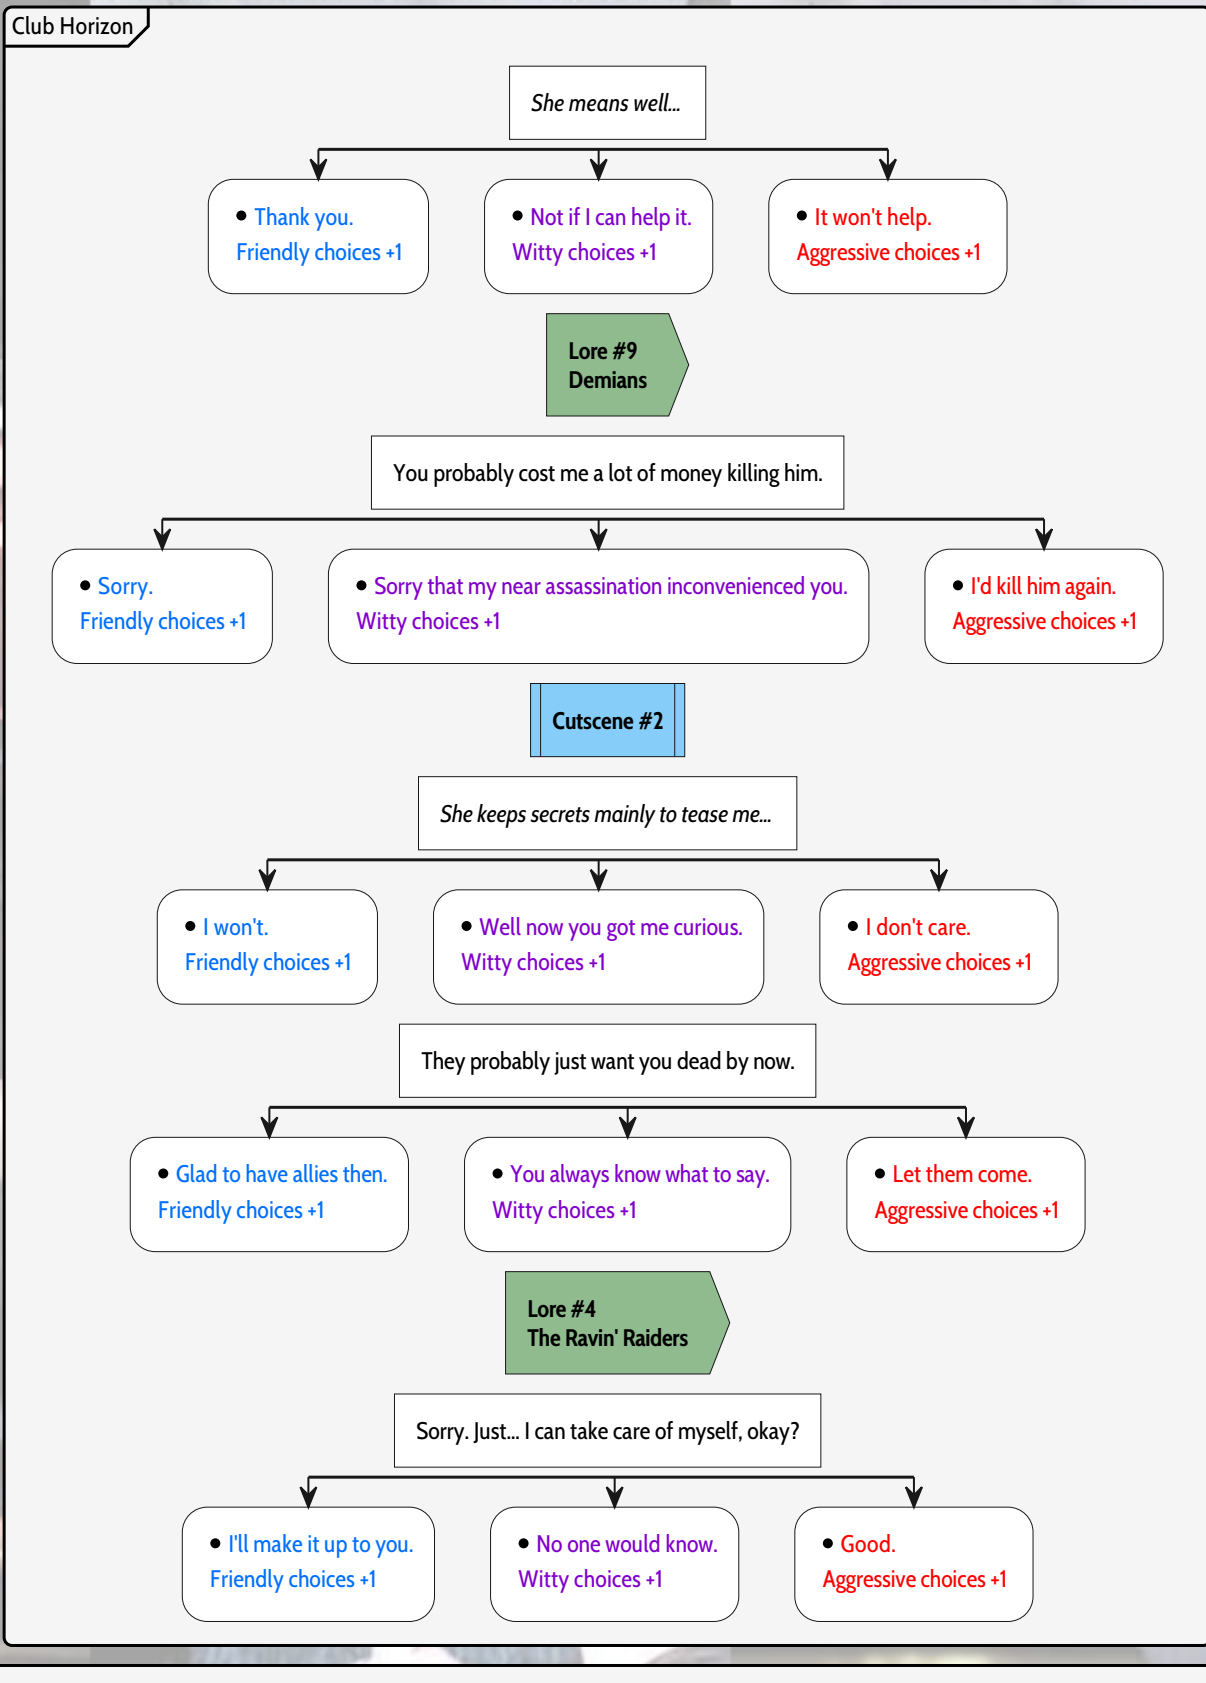 Club Horizon
She means well...
• Thank you.
Friendly choices +1
• Not if I can help it.
Witty choices +1
• It won't help.
Aggressive choices +1
Lore #9
Demians
You probably cost me a lot of money killing him.
• Sorry.
Friendly choices +1
• Sorry that my near assassination inconvenienced you.
Witty choices +1
• I'd kill him again.
Aggressive choices +1
Cutscene #2
She keeps secrets mainly to tease me...
• I won't.
Friendly choices +1
• Well now you got me curious.
Witty choices +1
• I don't care.
Aggressive choices +1
They probably just want you dead by now.
• Glad to have allies then.
Friendly choices +1
• You always know what to say.
Witty choices +1
• Let them come.
Aggressive choices +1
Lore #4
The Ravin' Raiders
Sorry. Just... I can take care of myself, okay?
• I'll make it up to you.
Friendly choices +1
• No one would know.
Witty choices +1
• Good.
Aggressive choices +1